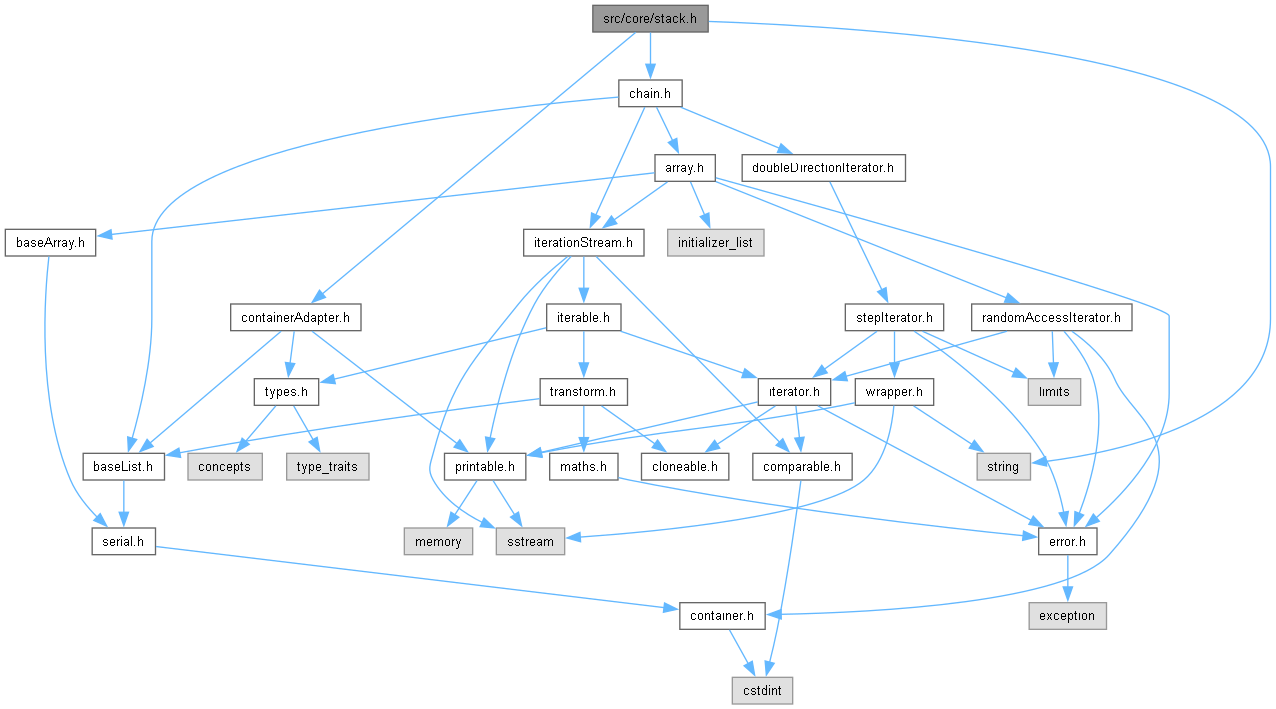 src/core/stack.h
chain.h
array.h
doubleDirectionIterator.h
baseArray.h
iterationStream.h
initializer_list
containerAdapter.h
iterable.h
stepIterator.h
randomAccessIterator.h
types.h
transform.h
iterator.h
wrapper.h
limits
baseList.h
concepts
type_traits
printable.h
maths.h
cloneable.h
comparable.h
string
serial.h
memory
sstream
error.h
container.h
exception
cstdint